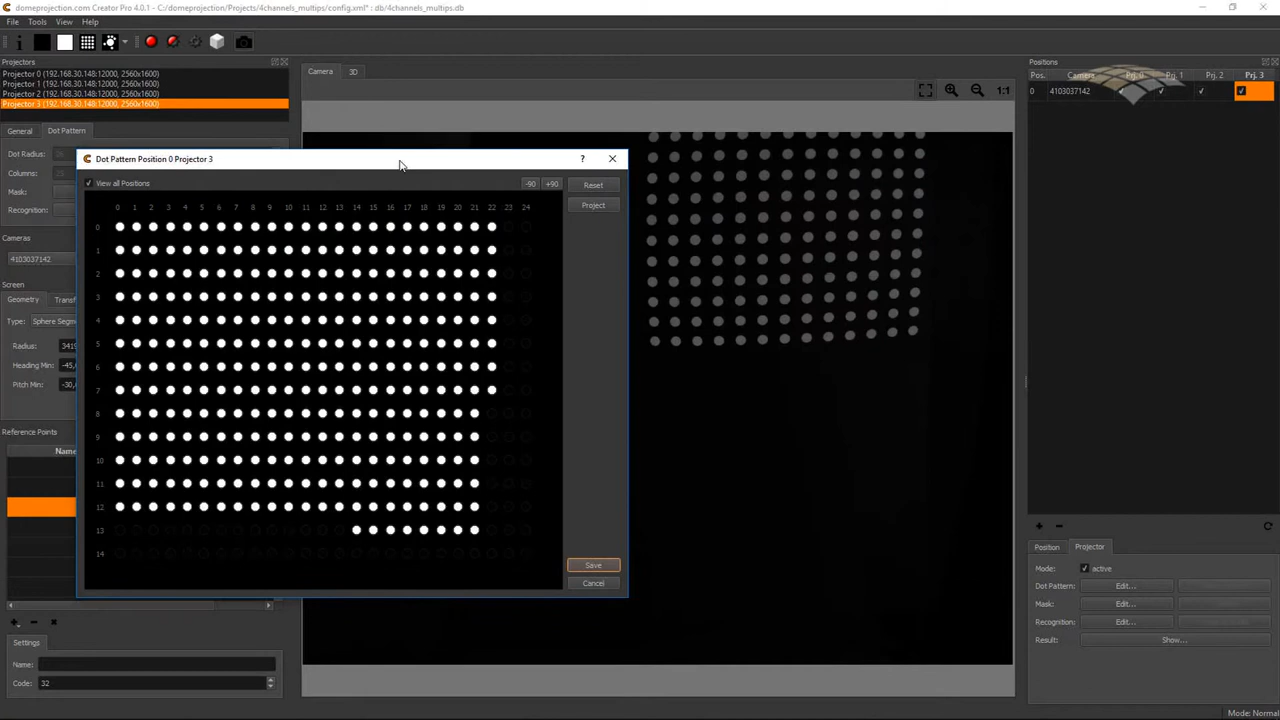 domeprojection.com Creator Pro 4.0.1 - C:/domeprojection/Projects/4channels_multips/config.xml* : db/4channels_multips.db
File Tools View Help
Projectors
Projector 0 (192.168.30.148:12000, 2560x1600)
Projector 1 (192.168.30.148:12000, 2560x1600)
Projector 2 (192.168.30.148:12000, 2560x1600)
Projector 3 (192.168.30.148:12000, 2560x1600)
General Dot Pattern
Dot Radius:
Columns:
Mask:
Recognition:
Cameras
4103037142
Screen
Geometry Transf
Type: Sphere Segm
Radius: 3419
Heading Min: -45,
Pitch Min: -30,
Reference Points
Name
Settings
Name:
Code: 32
Dot Pattern Position 0 Projector 3
?
View all Positions -90 +90
0 1 2 3 4 5 6 7 8 9 10 11 12 13 14 15 16 17 18 19 20 21 22 23 24
0
1
2
3
4
5
6
7
8
9
10
11
12
13
14
Reset
Project
Save
Cancel
Camera 3D
1:1
Positions
Pos. Camera Prj. 0 Prj. 1 Prj. 2 Prj. 3
0 4103037142
Position Projector
Mode: active
Dot Pattern: Edit...
Mask: Edit...
Recognition: Edit...
Result: Show...
Mode: Normal